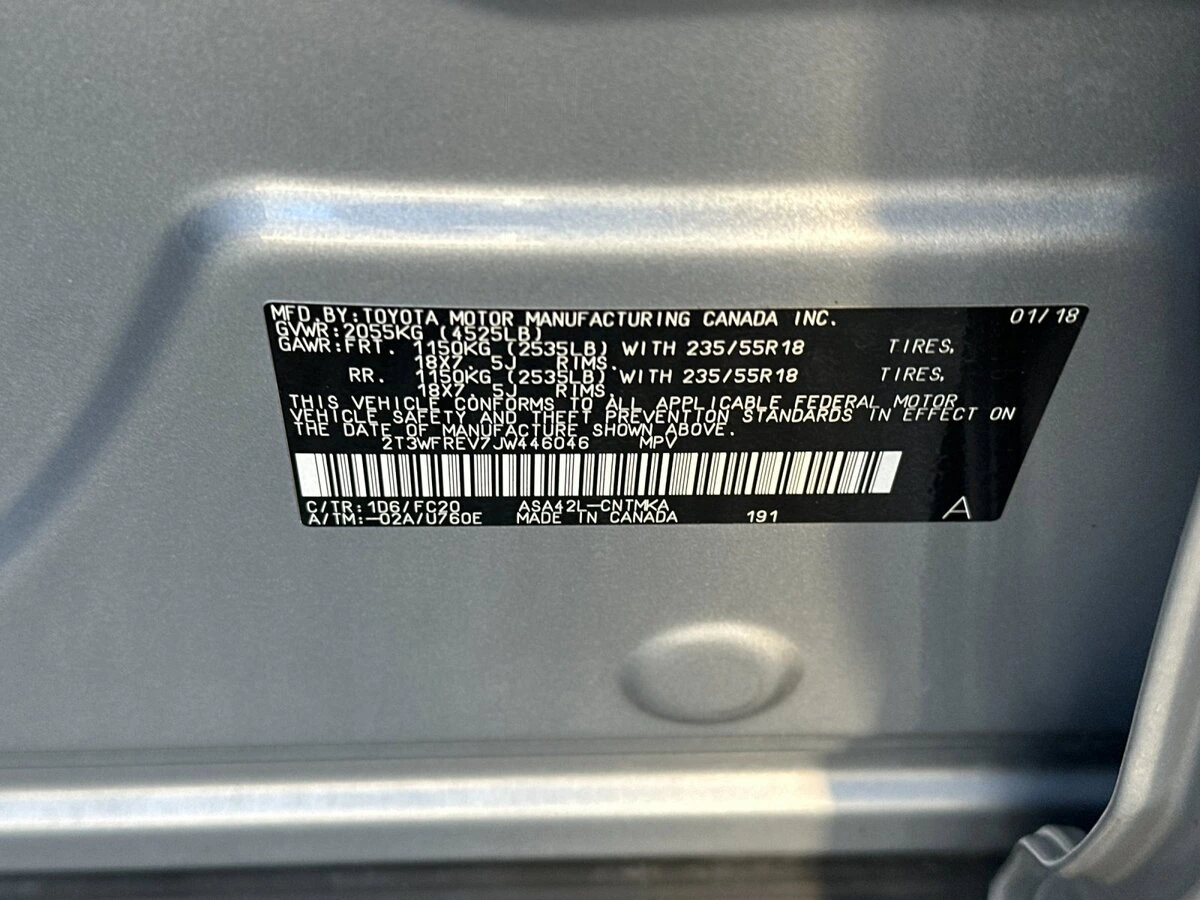 MFD.BY:TOYOTA MOTOR MANUFACTURING CANADA INC. 01/18
GVWR:2055KG (4525LB)
GAWR:FRT. 1150KG (2535LB) WITH 235/55R18 TIRES,
18X7.5J RIMS.
RR. 1150KG (2535LB) WITH 235/55R18 TIRES,
18X7.5J RIMS.
THIS VEHICLE CONFORMS TO ALL APPLICABLE FEDERAL MOTOR
VEHICLE SAFETY AND THEFT PREVENTION STANDARDS IN EFFECT ON
THE DATE OF MANUFACTURE SHOWN ABOVE.
2T3WFREV7JW446046 MPV
C/TR:1D6/FC20 ASA42L-CNTMKA
A/TM:-02A/U760E MADE IN CANADA 191 A